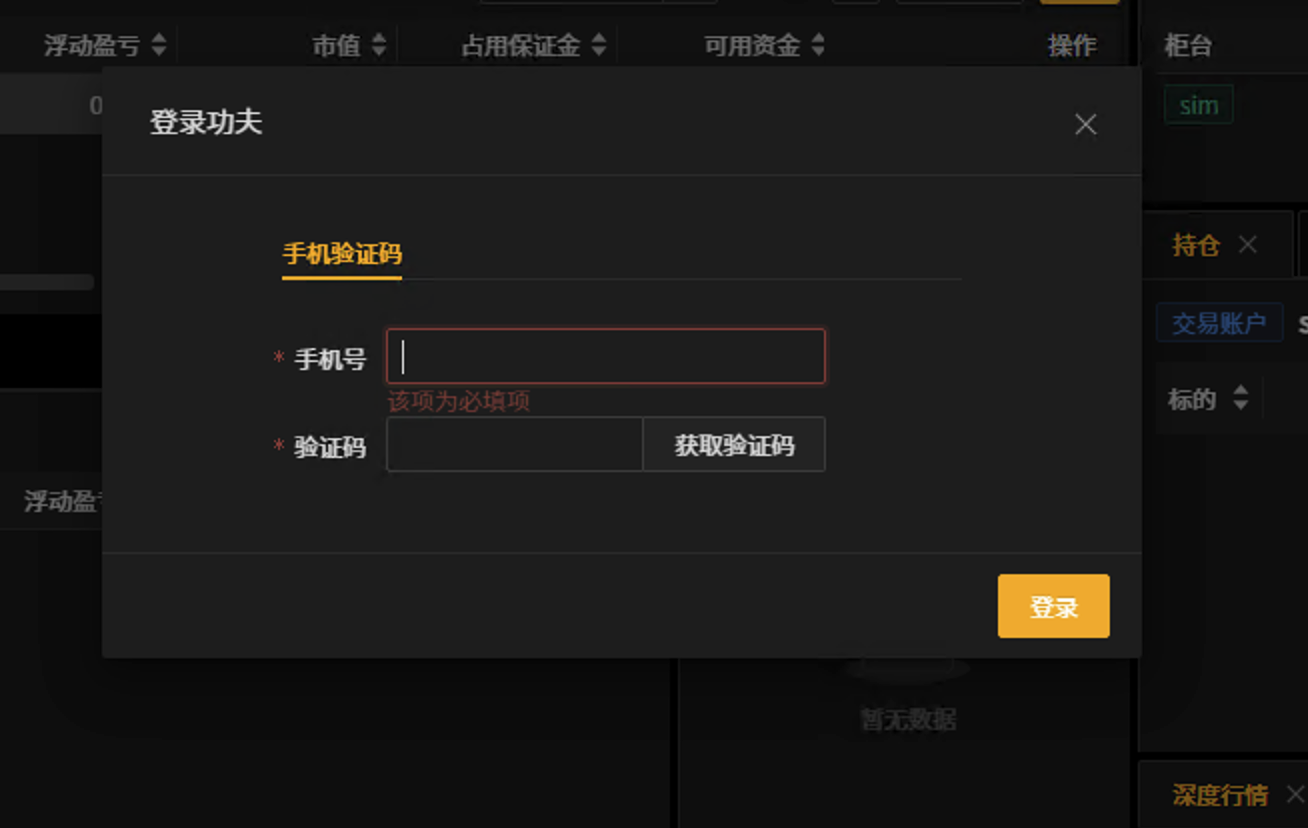 浮动盈亏 市值 占用保证金 可用资金 操作 柜台
0
sim
登录功夫
手机验证码
持仓
* 手机号
交易账户
该项为必填项
标的
* 验证码 获取验证码
浮动盈
登录
暂无数据
深度行情